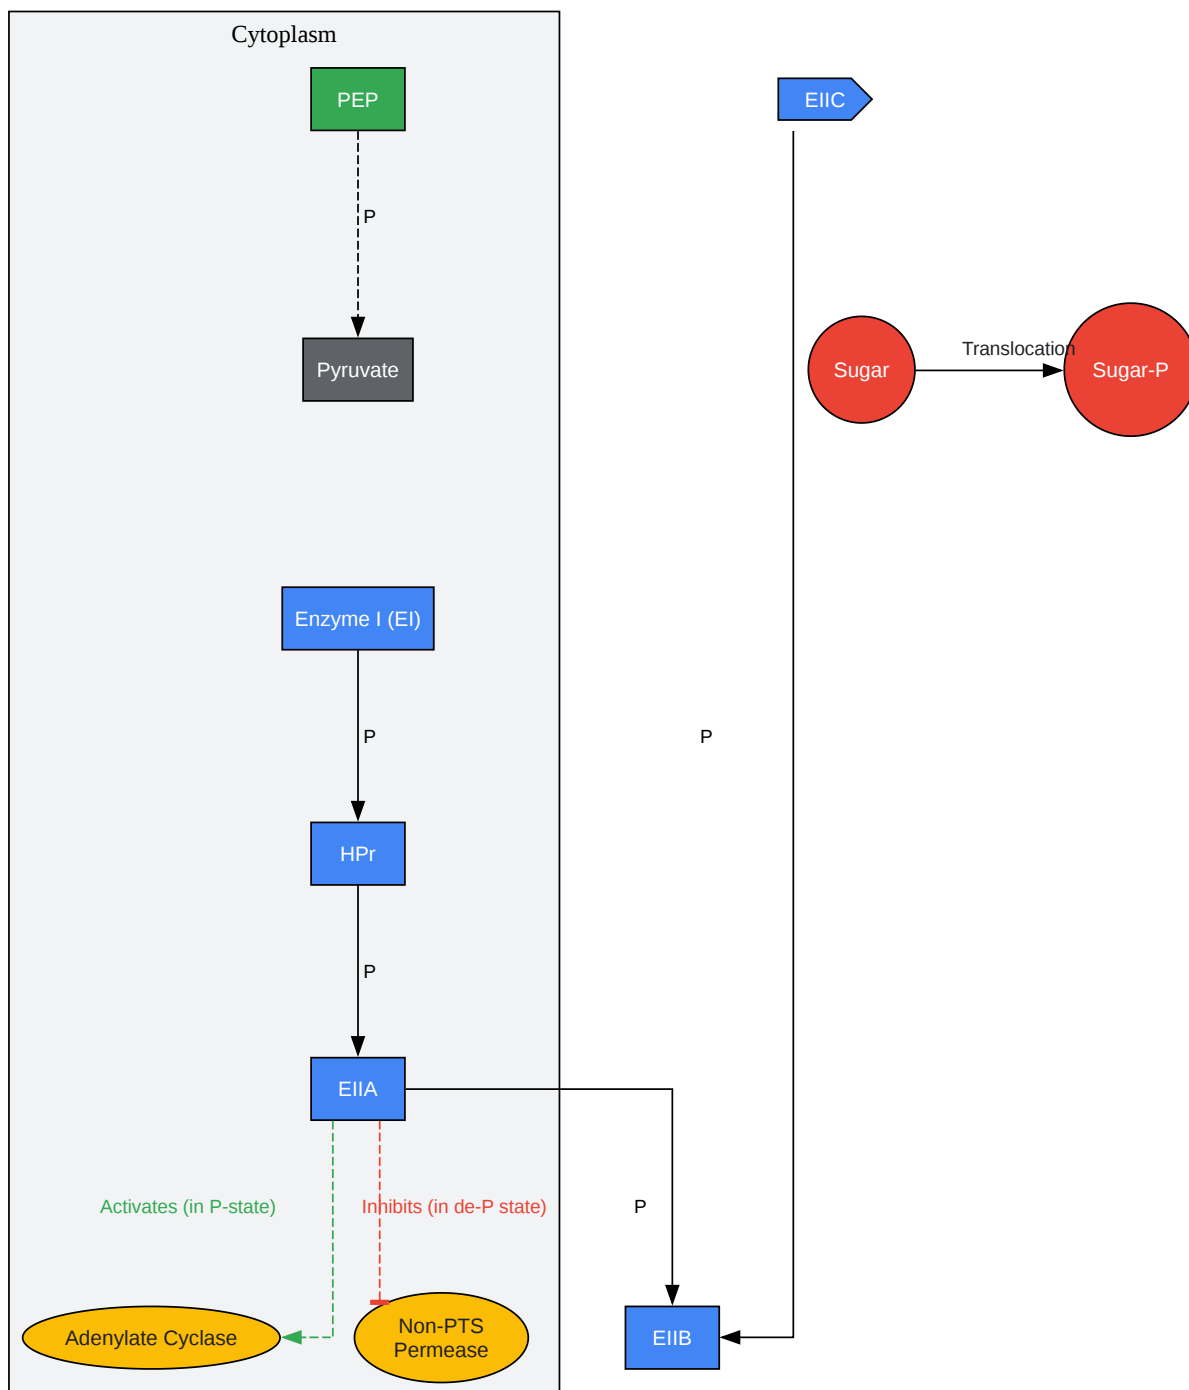 Cytoplasm
PEP
EIIC
P
Pyruvate
Sugar
Translocation
Sugar-P
Enzyme I (EI)
P
P
HPr
P
EIIA
Activates (in P-state)
Inhibits (in de-P state)
P
Adenylate Cyclase
Non-PTS
Permease
EIIB